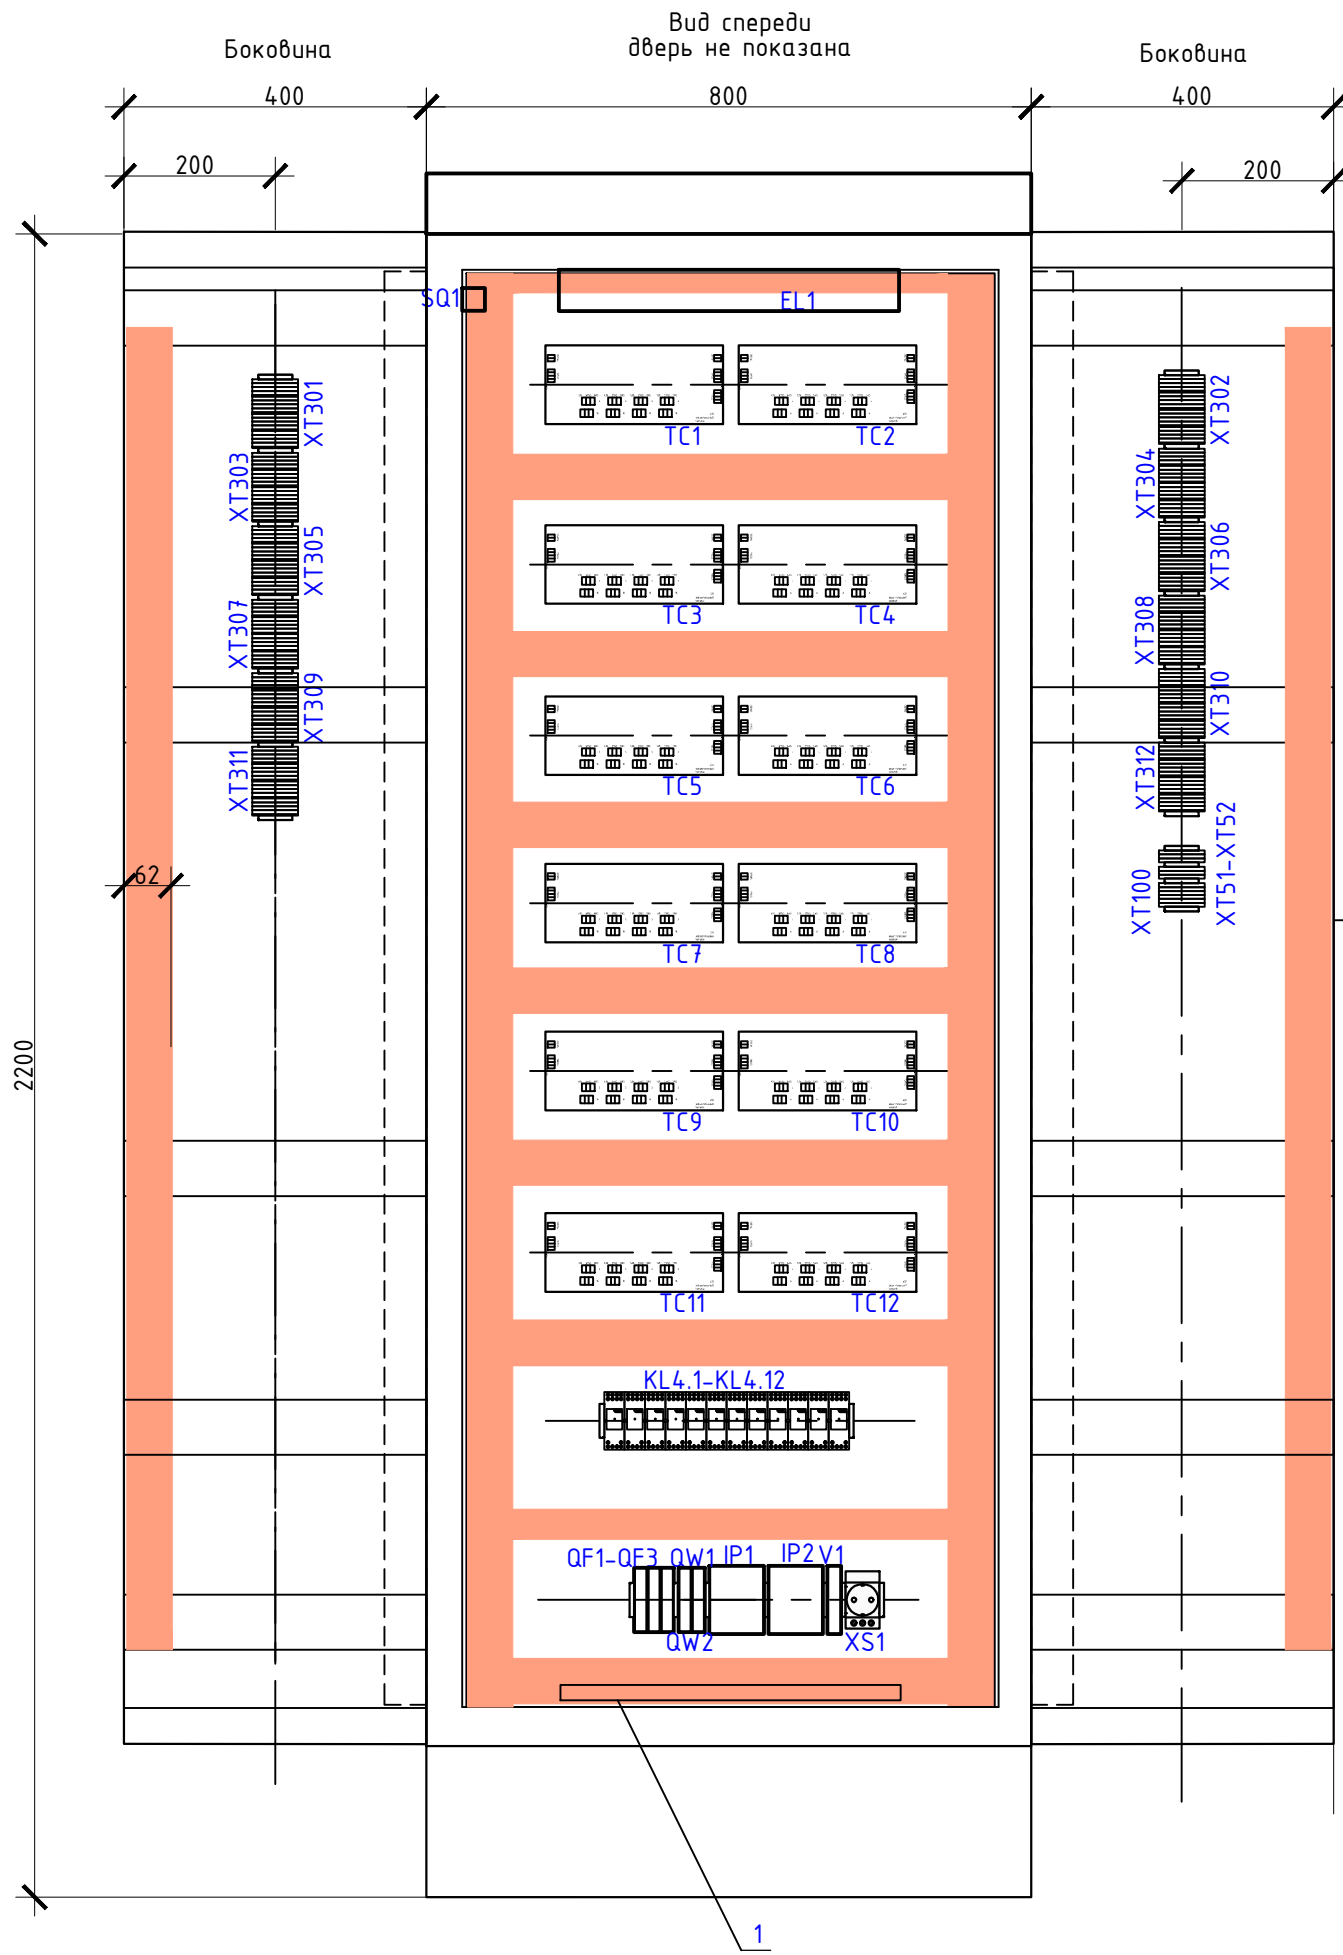 Вид спереди
дверь не показана
Боковина
Боковина
400
800
400
200
200
SQ1
EL1
XT301
XT302
TC1
TC2
XT303
XT304
XT305
XT306
TC3
TC4
XT307
XT308
XT309
XT310
XT311
XT312
TC5
TC6
62
XT100
XT51-XT52
TC7
TC8
2200
TC9
TC10
TC11
TC12
KL4.1-KL4.12
QF1-QF3
QW1
IP1
IP2
V1
QW2
XS1
1